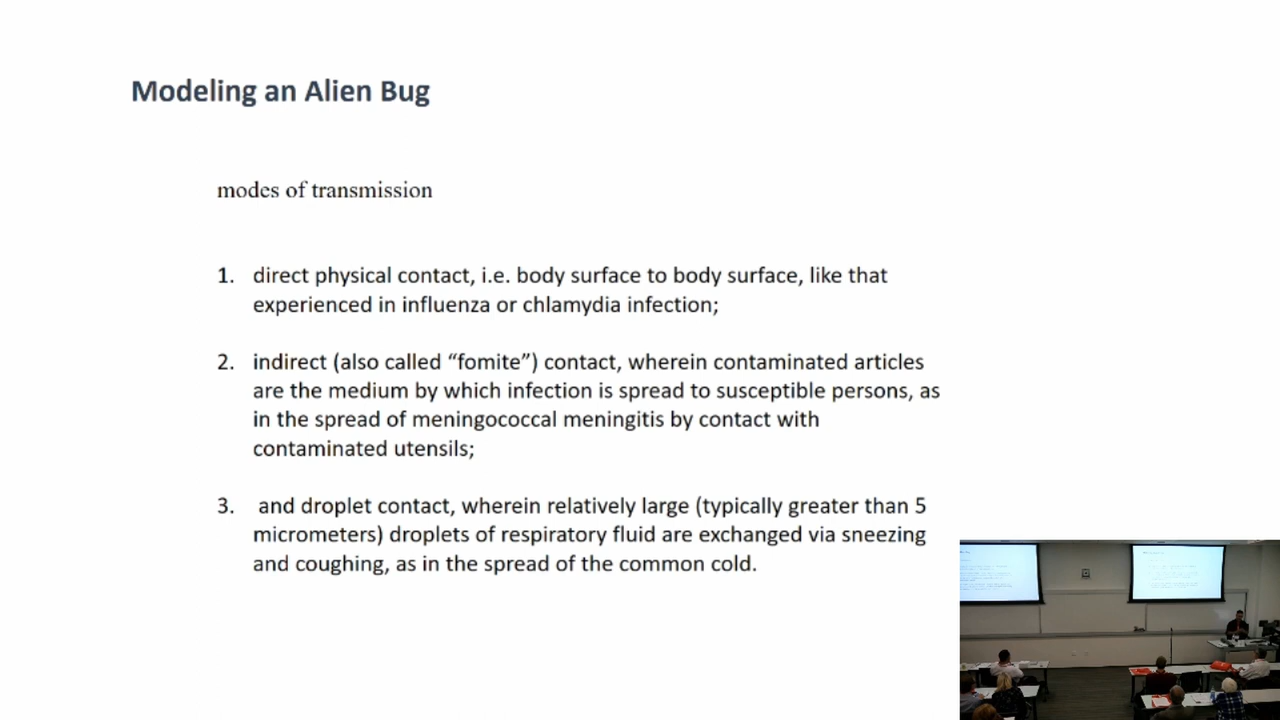 Modeling an Alien Bug
modes of transmission
1. direct physical contact, i.e. body surface to body surface, like that
experienced in influenza or chlamydia infection;
2. indirect (also called “fomite”) contact, wherein contaminated articles
are the medium by which infection is spread to susceptible persons, as
in the spread of meningococcal meningitis by contact with
contaminated utensils;
3. and droplet contact, wherein relatively large (typically greater than 5
micrometers) droplets of respiratory fluid are exchanged via sneezing
and coughing, as in the spread of the common cold.